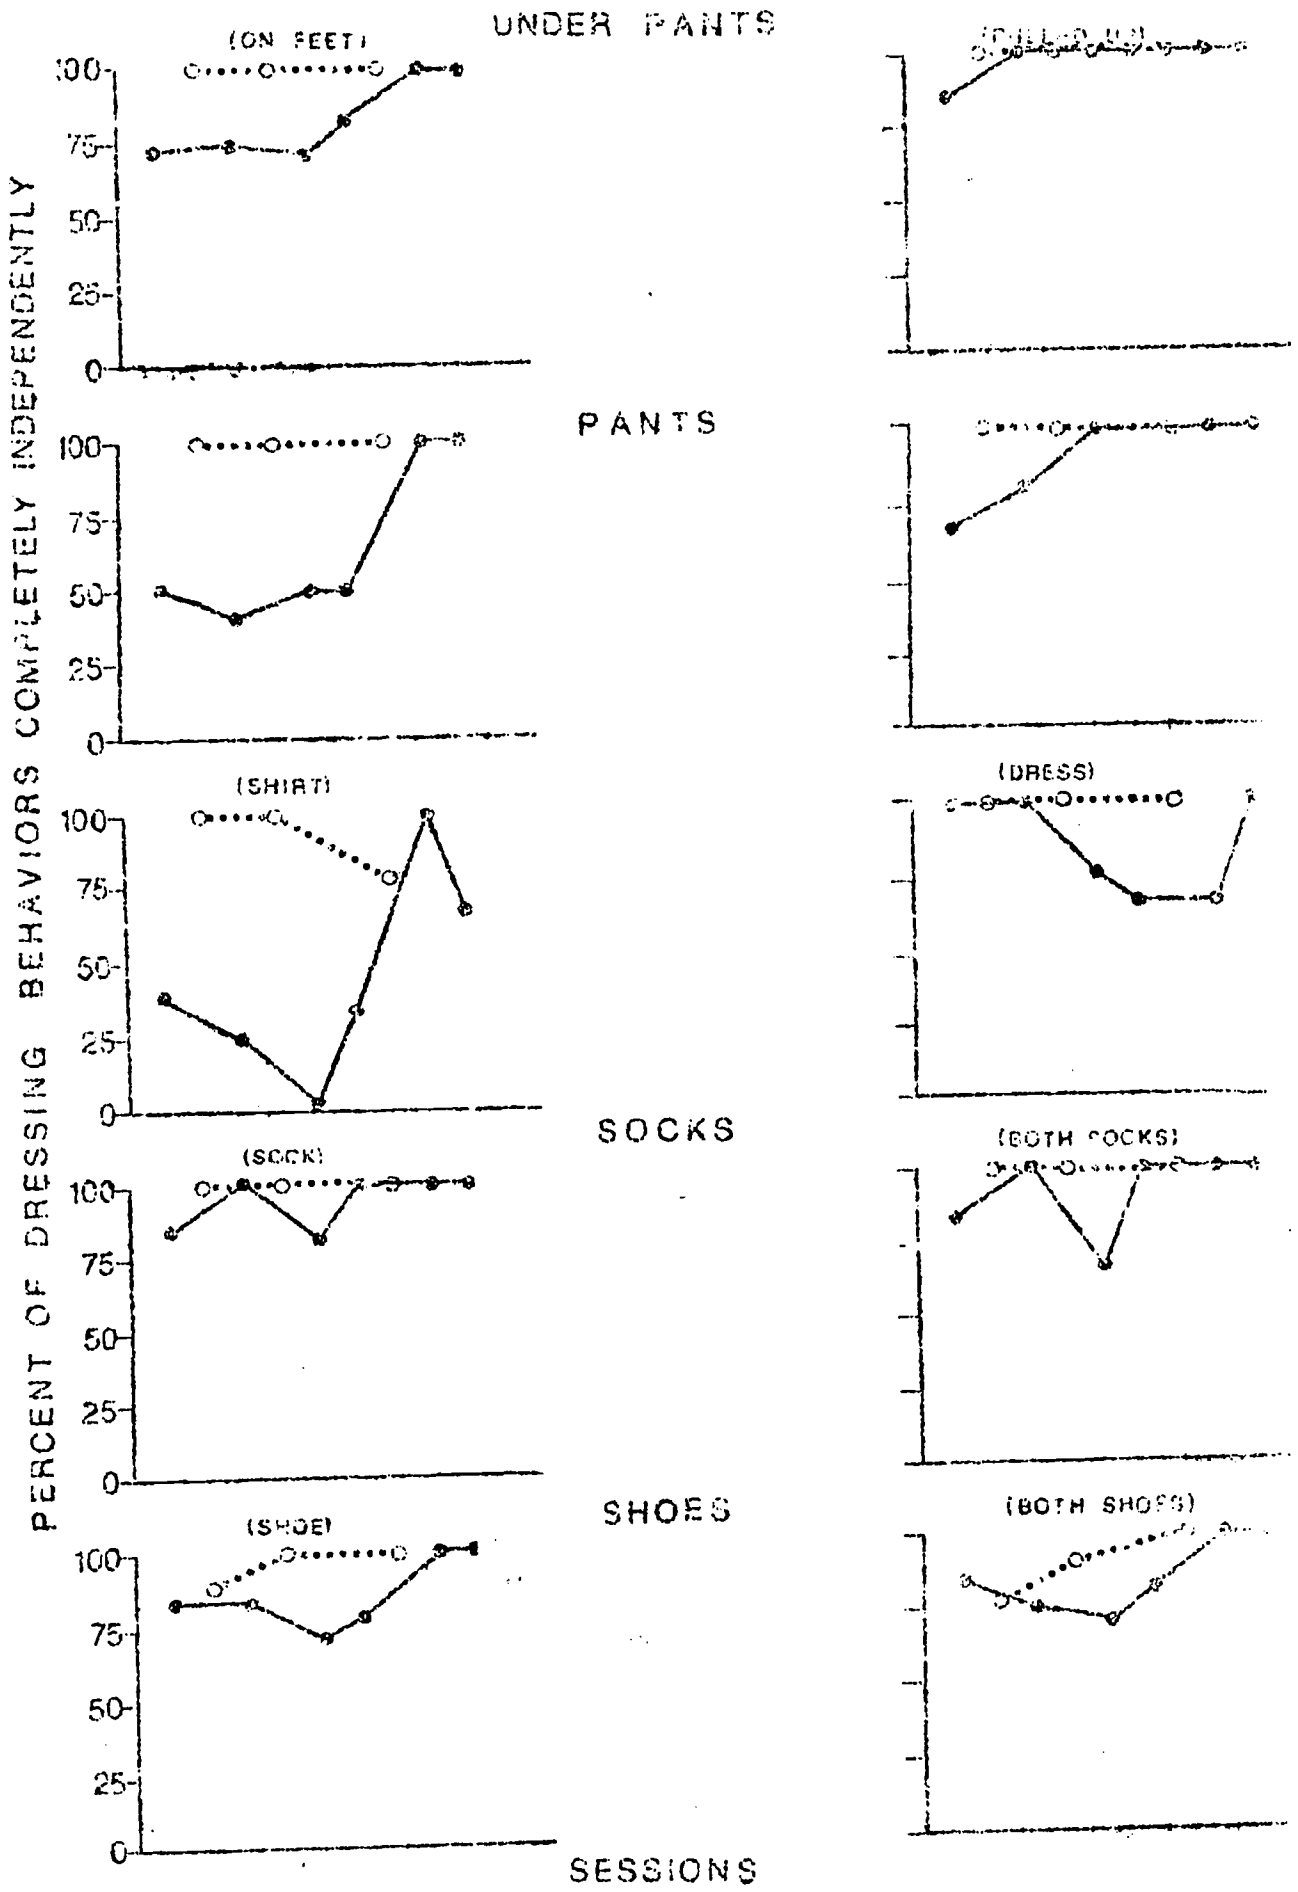 UNDER PANTS
(ON FEET)
100
75
50
25
0
PERCENT OF DRESSING BEHAVIORS COMPLETELY INDEPENDENTLY
PANTS
100
75
50
25
0
(SHIRT)
(DRESS)
100
75
50
25
0
SOCKS
(SOCK)
(BOTH SOCKS)
100
75
50
25
0
SHOES
(SHOE)
(BOTH SHOES)
100
75
50
25
0
SESSIONS